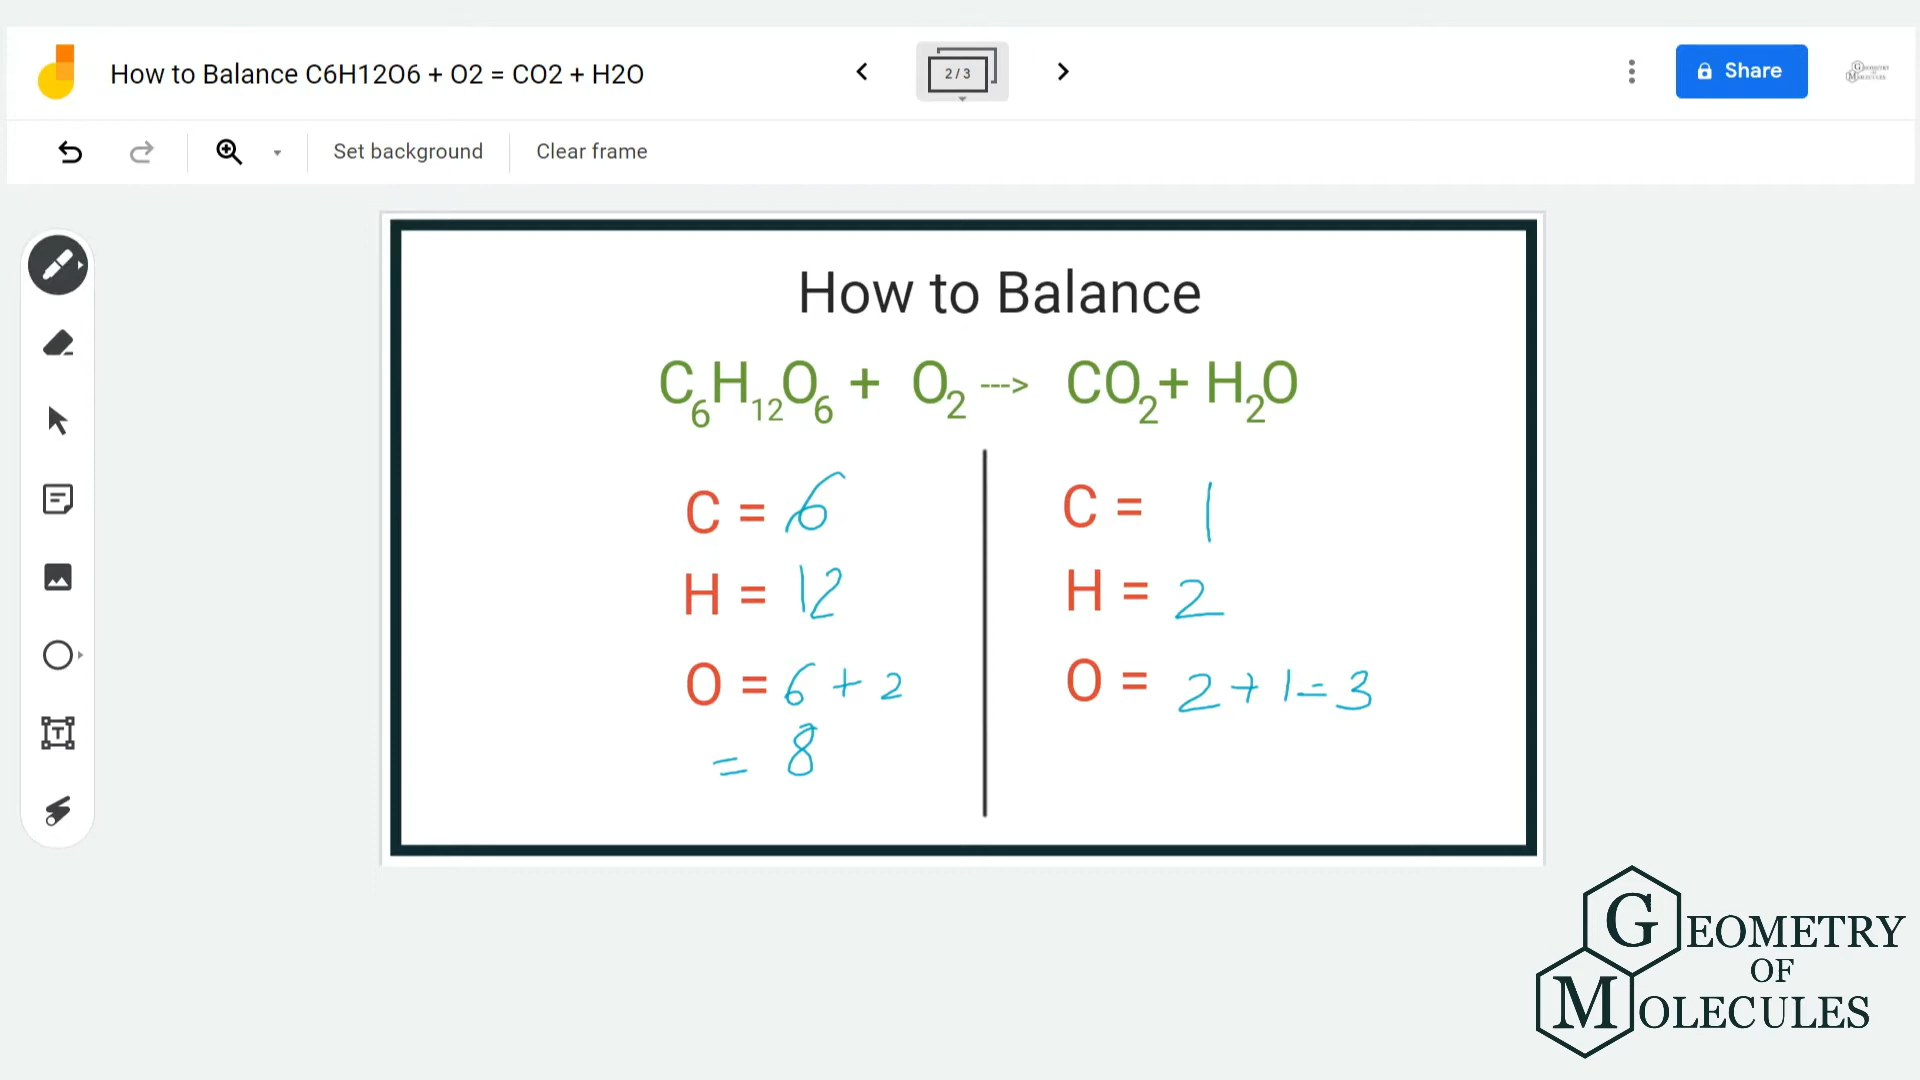 How to Balance C6H12O6 + O2 = CO2 + H2O
2 / 3
Share
Set background
Clear frame
How to Balance
C₆H₁₂O₆ + O₂ ---> CO₂ + H₂O
C = 6
H = 12
O = 6 + 2
= 8
C = 1
H = 2
O = 2 + 1 = 3
GEOMETRY
OF
MOLECULES